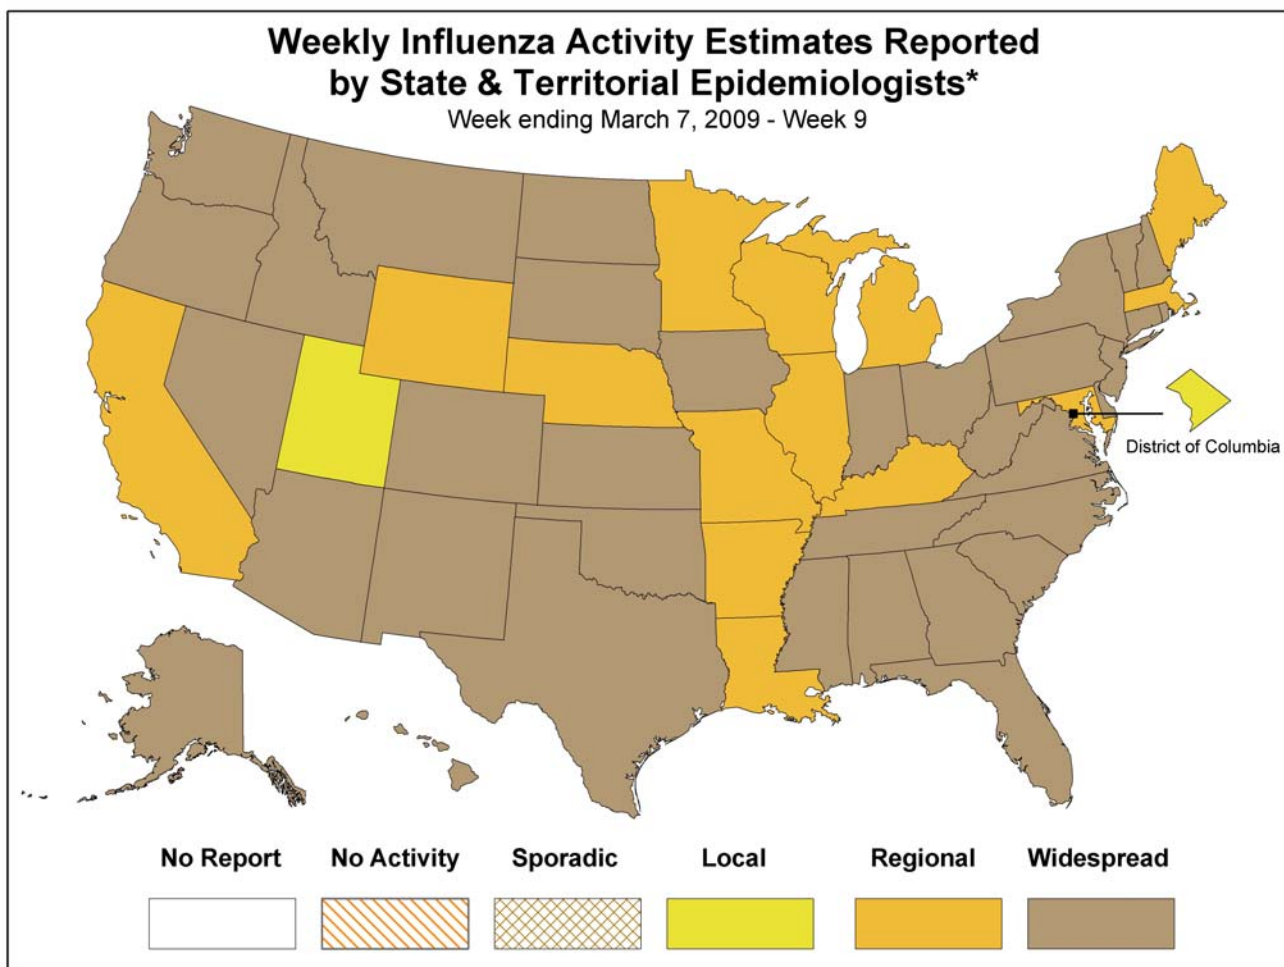 Weekly Influenza Activity Estimates Reported
by State & Territorial Epidemiologists*
Week ending March 7, 2009 - Week 9
District of Columbia
No Report
No Activity
Sporadic
Local
Regional
Widespread